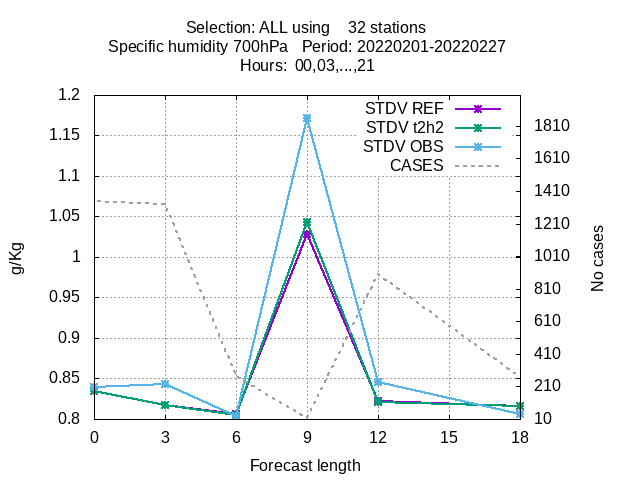 Selection: ALL using    32 stations
Specific humidity 700hPa   Period: 20220201-20220227
Hours:  00,03,...,21
STDV REF
STDV t2h2
STDV OBS
CASES
g/Kg
1.2
1.15
1.1
1.05
1
0.95
0.9
0.85
0.8
0
3
6
9
12
15
18
Forecast length
1810
1610
1410
1210
1010
810
610
410
210
10
No cases